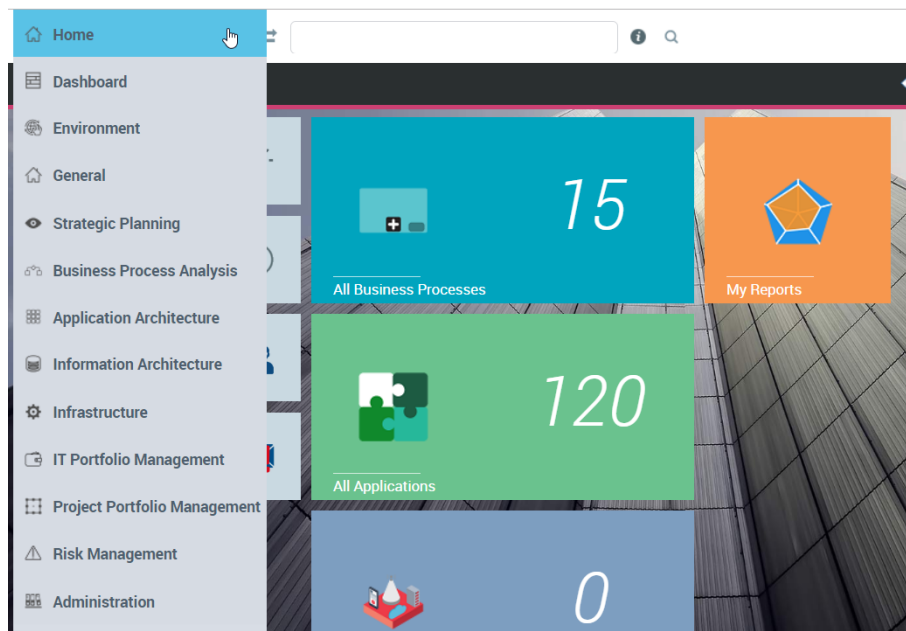 Home
Dashboard
Environment
General
Strategic Planning
Business Process Analysis
Application Architecture
Information Architecture
Infrastructure
IT Portfolio Management
Project Portfolio Management
Risk Management
Administration
15
All Business Processes
My Reports
120
All Applications
0